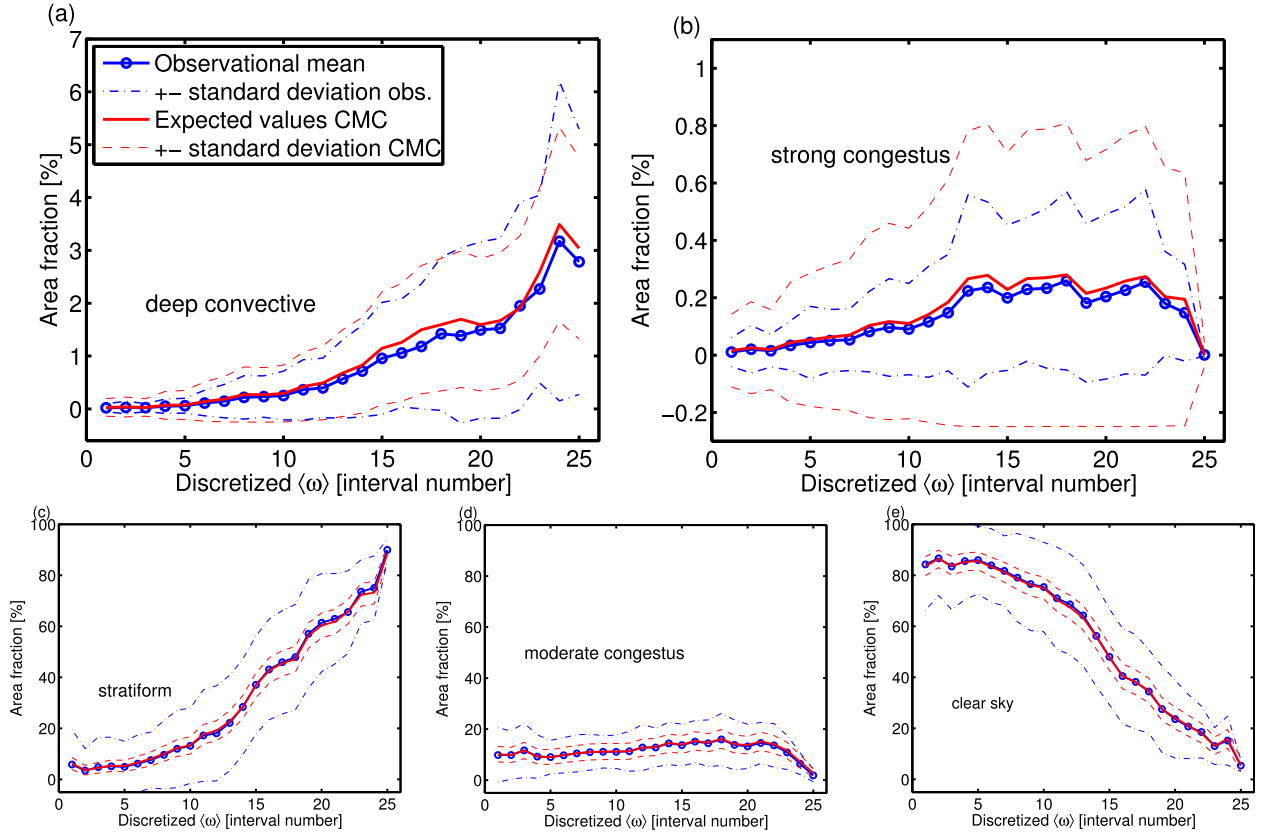 (a)
7
6
5
4
3
2
1
0
Area fraction [%]
Observational mean
+− standard deviation obs.
Expected values CMC
+− standard deviation CMC
deep convective
0 5 10 15 20 25
Discretized ⟨ω⟩ [interval number]
(b)
1
0.8
0.6
0.4
0.2
0
−0.2
Area fraction [%]
strong congestus
0 5 10 15 20 25
Discretized ⟨ω⟩ [interval number]
(c)
100
80
60
40
20
0
Area fraction [%]
stratiform
0 5 10 15 20 25
Discretized ⟨ω⟩ [interval number]
(d)
100
80
60
40
20
0
Area fraction [%]
moderate congestus
0 5 10 15 20 25
Discretized ⟨ω⟩ [interval number]
(e)
100
80
60
40
20
0
Area fraction [%]
clear sky
0 5 10 15 20 25
Discretized ⟨ω⟩ [interval number]